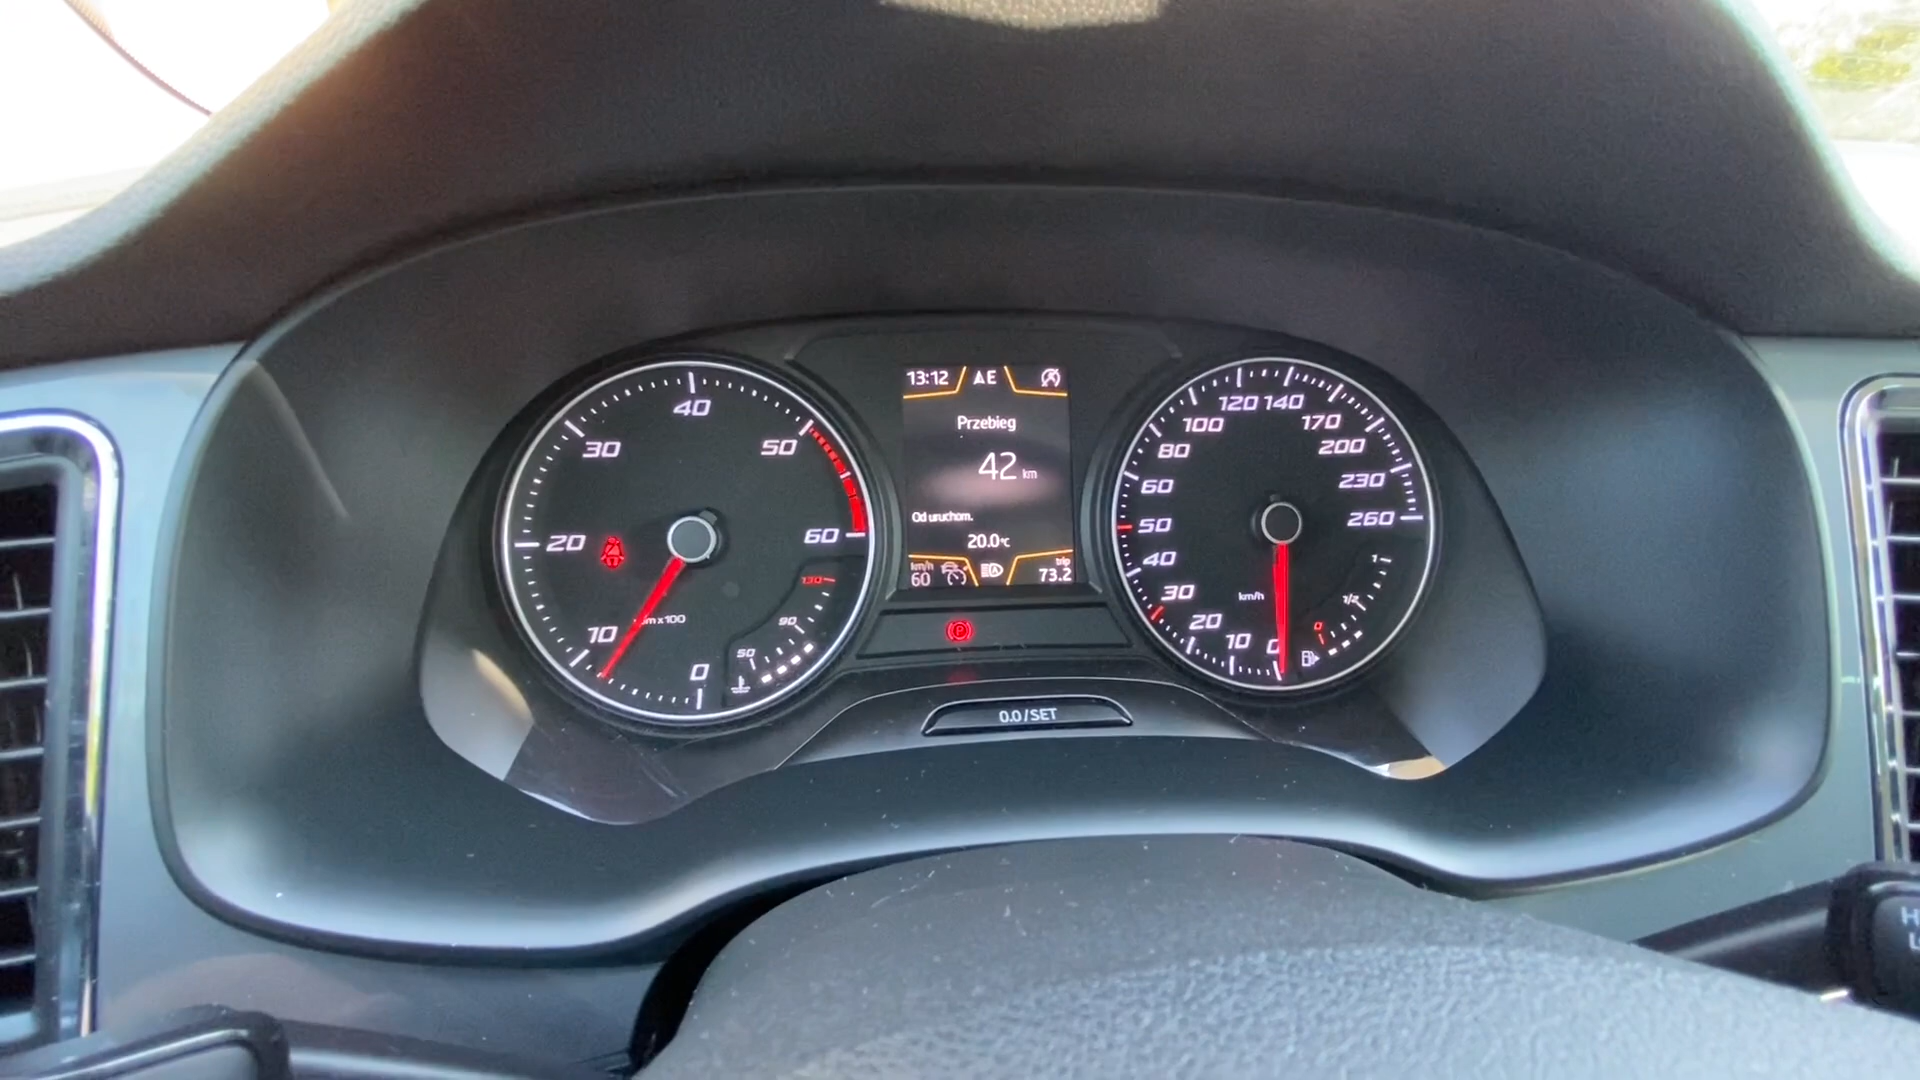 13:12 E
Przebieg
42 km
Od uruchom.
20.0°C
km/h
60
trip
73.2
0 10 20 30 40 50 60
m x100
50 90 130
0 10 20 30 40 50 60 80 100 120 140 170 200 230 260
km/h
0 1/2 1
P
0.0/SET